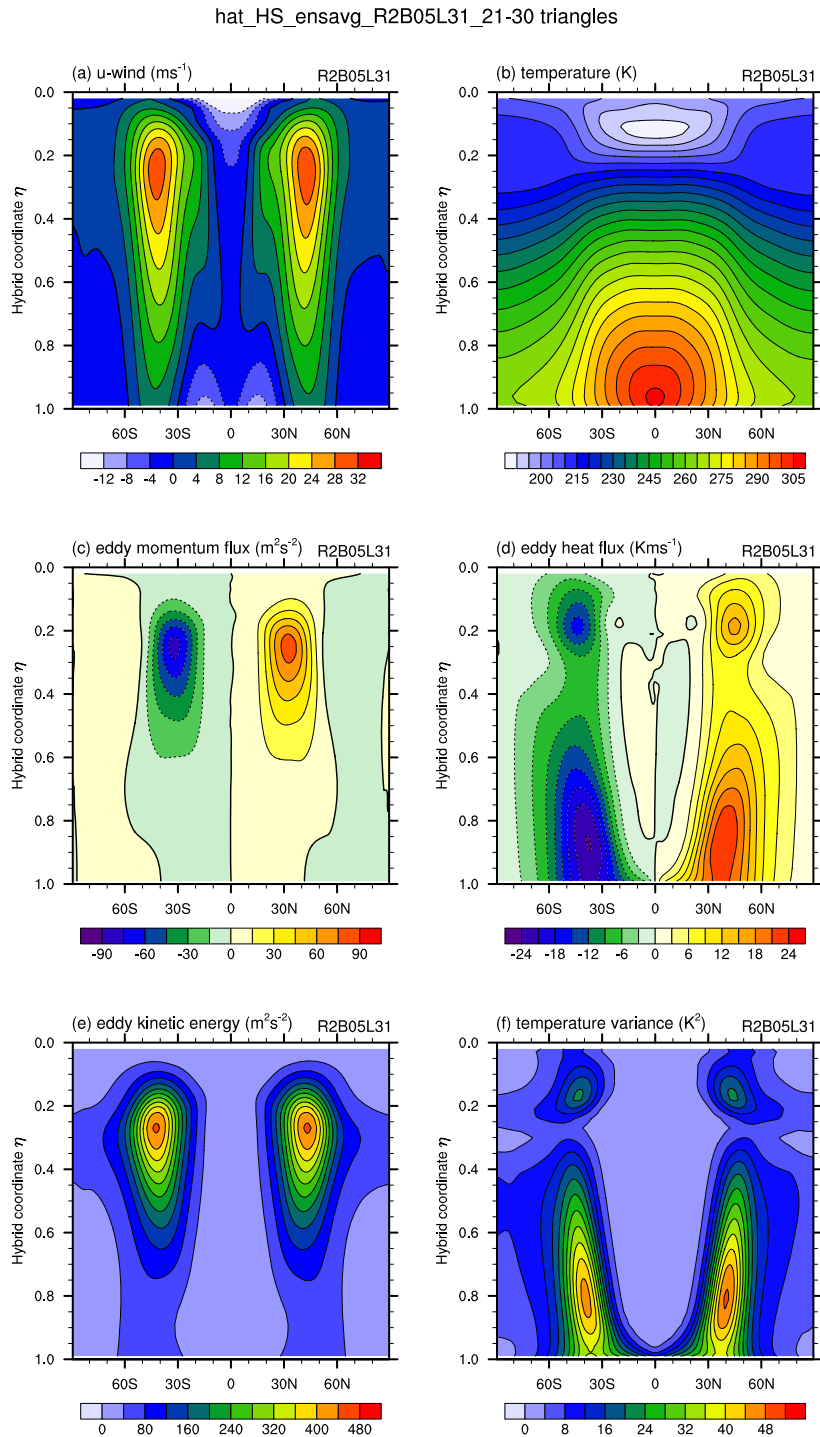 hat_HS_ensavg_R2B05L31_21-30 triangles
(a) u-wind (ms⁻¹) R2B05L31
0.0
0.2
0.4
0.6
0.8
1.0
Hybrid coordinate η
60S 30S 0 30N 60N
-12 -8 -4 0 4 8 12 16 20 24 28 32
(b) temperature (K) R2B05L31
0.0
0.2
0.4
0.6
0.8
1.0
Hybrid coordinate η
60S 30S 0 30N 60N
200 215 230 245 260 275 290 305
(c) eddy momentum flux (m²s⁻²) R2B05L31
0.0
0.2
0.4
0.6
0.8
1.0
Hybrid coordinate η
60S 30S 0 30N 60N
-90 -60 -30 0 30 60 90
(d) eddy heat flux (Kms⁻¹) R2B05L31
0.0
0.2
0.4
0.6
0.8
1.0
Hybrid coordinate η
60S 30S 0 30N 60N
-24 -18 -12 -6 0 6 12 18 24
(e) eddy kinetic energy (m²s⁻²) R2B05L31
0.0
0.2
0.4
0.6
0.8
1.0
Hybrid coordinate η
60S 30S 0 30N 60N
0 80 160 240 320 400 480
(f) temperature variance (K²) R2B05L31
0.0
0.2
0.4
0.6
0.8
1.0
Hybrid coordinate η
60S 30S 0 30N 60N
0 8 16 24 32 40 48